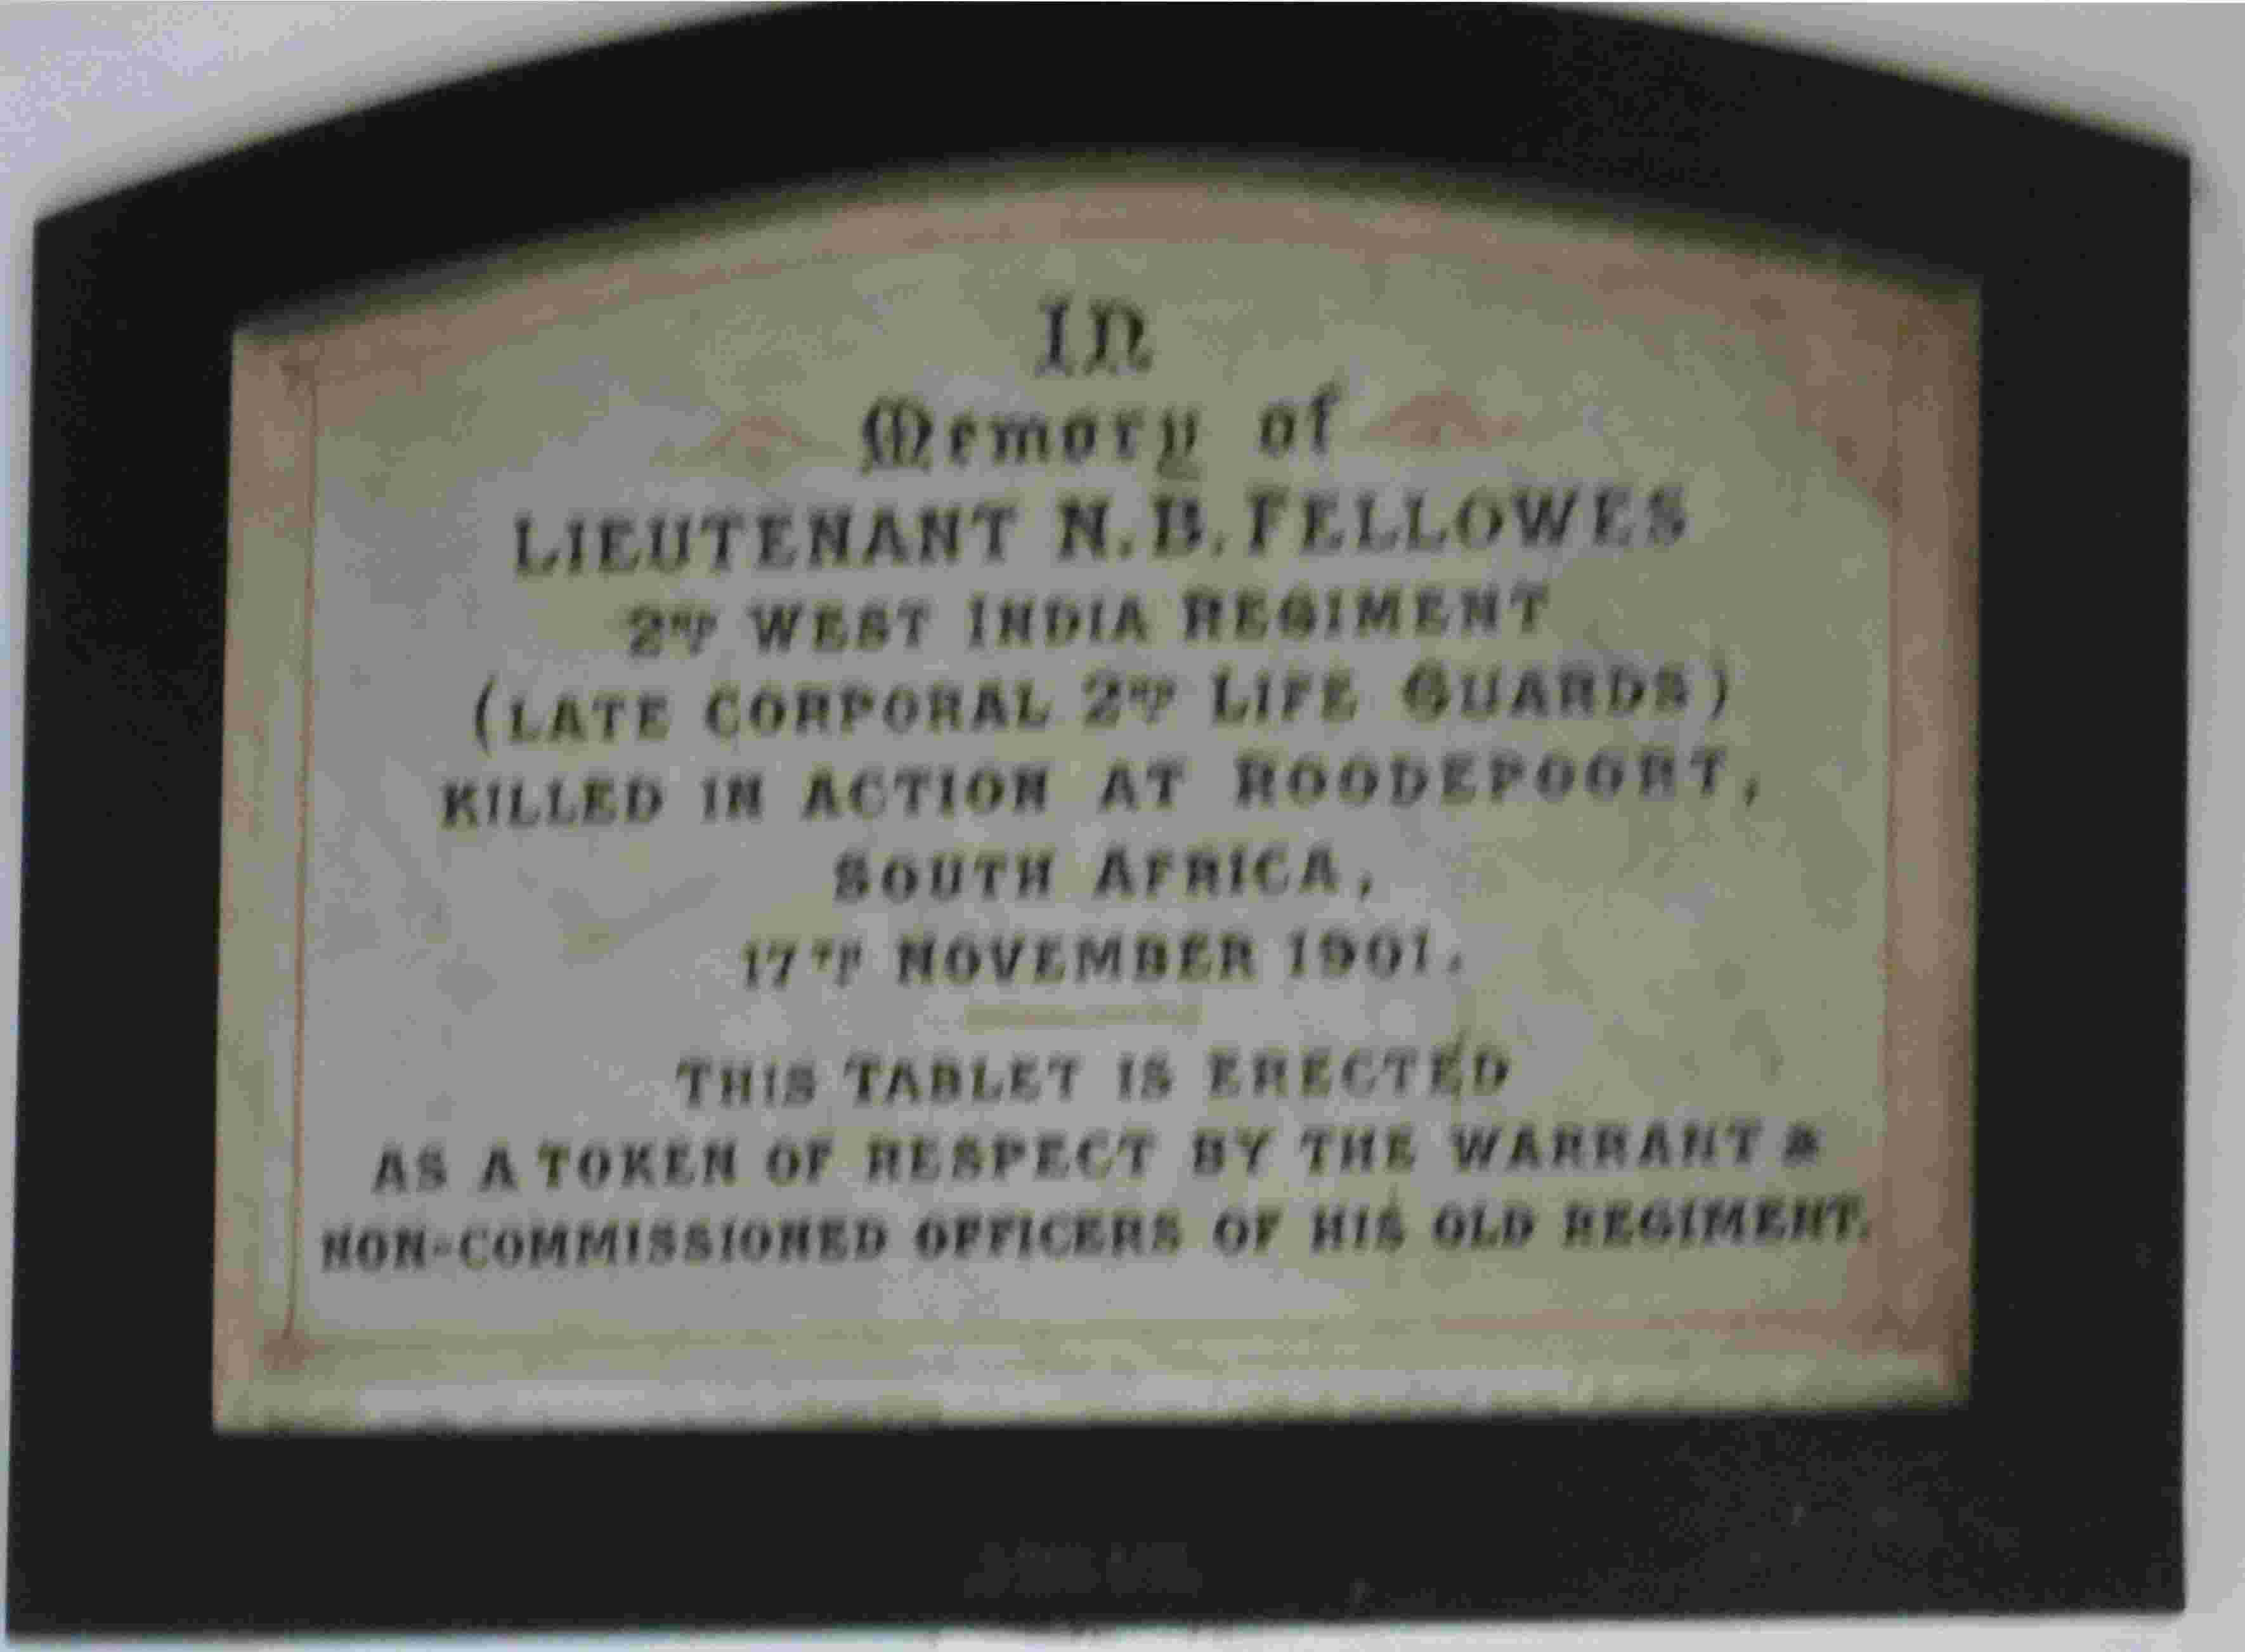 In
Memory of
LIEUTENANT N.B. FELLOWES
2ND WEST INDIA REGIMENT
(LATE CORPORAL 2ND LIFE GUARDS)
KILLED IN ACTION AT ROODEPOORT,
SOUTH AFRICA,
17TH NOVEMBER 1901.
THIS TABLET IS ERECTED
AS A TOKEN OF RESPECT BY THE WARRANT &
NON-COMMISSIONED OFFICERS OF HIS OLD REGIMENT.